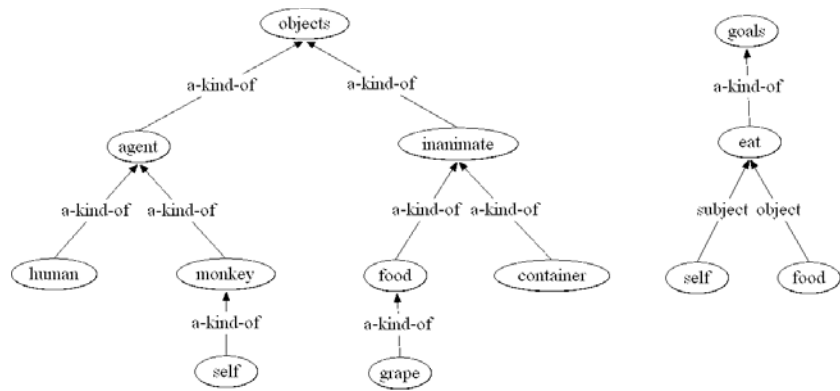 objects
goals
a-kind-of a-kind-of
a-kind-of
agent
inanimate
eat
a-kind-of a-kind-of
a-kind-of a-kind-of
subject object
human
monkey
food
container
self
food
a-kind-of
a-kind-of
self
grape